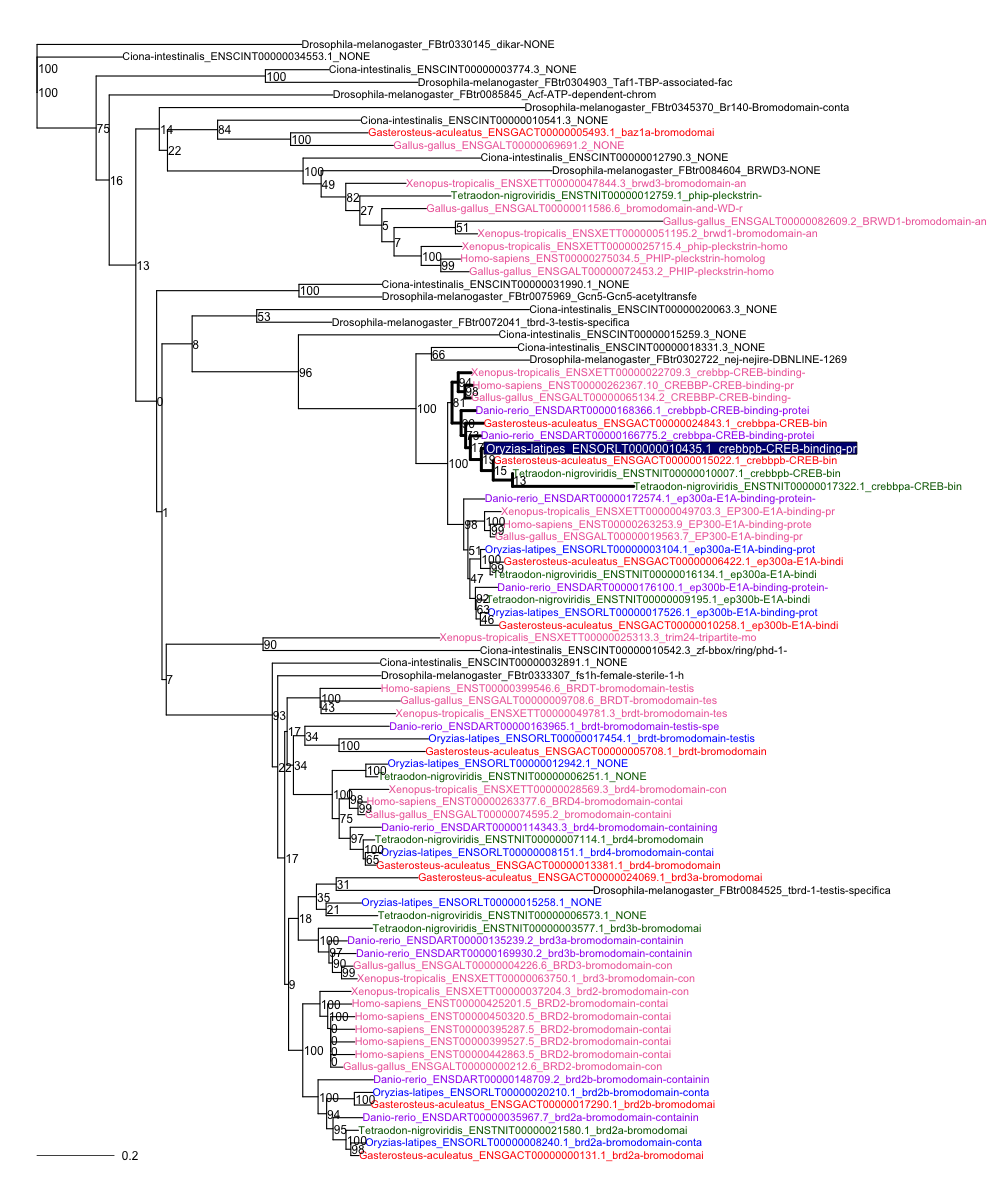 Drosophila-melanogaster_FBtr0330145_dikar-NONE
Ciona-intestinalis_ENSCINT00000034553.1_NONE
100
Ciona-intestinalis_ENSCINT00000003774.3_NONE
100
Drosophila-melanogaster_FBtr0304903_Taf1-TBP-associated-fac
100
Drosophila-melanogaster_FBtr0085845_Acf-ATP-dependent-chrom
Drosophila-melanogaster_FBtr0345370_Br140-Bromodomain-conta
Ciona-intestinalis_ENSCINT00000010541.3_NONE
75
14
84
Gasterosteus-aculeatus_ENSGACT00000005493.1_baz1a-bromodomai
100
Gallus-gallus_ENSGALT00000069691.2_NONE
22
Ciona-intestinalis_ENSCINT00000012790.3_NONE
100
Drosophila-melanogaster_FBtr0084604_BRWD3-NONE
16
49
Xenopus-tropicalis_ENSXETT00000047844.3_brwd3-bromodomain-an
82
Tetraodon-nigroviridis_ENSTNIT00000012759.1_phip-pleckstrin-
27
Gallus-gallus_ENSGALT00000011586.6_bromodomain-and-WD-r
5
Gallus-gallus_ENSGALT00000082609.2_BRWD1-bromodomain-an
51
Xenopus-tropicalis_ENSXETT00000051195.2_brwd1-bromodomain-an
7
Xenopus-tropicalis_ENSXETT00000025715.4_phip-pleckstrin-homo
100
Homo-sapiens_ENST00000275034.5_PHIP-pleckstrin-homolog
13
99
Gallus-gallus_ENSGALT00000072453.2_PHIP-pleckstrin-homo
Ciona-intestinalis_ENSCINT00000031990.1_NONE
100
Drosophila-melanogaster_FBtr0075969_Gcn5-Gcn5-acetyltransfe
Ciona-intestinalis_ENSCINT00000020063.3_NONE
53
Drosophila-melanogaster_FBtr0072041_tbrd-3-testis-specifica
Ciona-intestinalis_ENSCINT00000015259.3_NONE
8
Ciona-intestinalis_ENSCINT00000018331.3_NONE
66
Drosophila-melanogaster_FBtr0302722_nej-nejire-DBNLINE-1269
96
Xenopus-tropicalis_ENSXETT00000022709.3_crebbp-CREB-binding-
94
Homo-sapiens_ENST00000262367.10_CREBBP-CREB-binding-pr
98
Gallus-gallus_ENSGALT00000065134.2_CREBBP-CREB-binding-
0
81
100
Danio-rerio_ENSDART00000168366.1_crebbpb-CREB-binding-protei
Gasterosteus-aculeatus_ENSGACT00000024843.1_crebbpa-CREB-bin
Danio-rerio_ENSDART00000166775.2_crebbpa-CREB-binding-protei
73
Oryzias-latipes_ENSORLT00000010435.1_crebbpb-CREB-binding-pr
17
Gasterosteus-aculeatus_ENSGACT00000015022.1_crebbpb-CREB-bin
19
100
15
Tetraodon-nigroviridis_ENSTNIT00000010007.1_crebbpb-CREB-bin
13
Tetraodon-nigroviridis_ENSTNIT00000017322.1_crebbpa-CREB-bin
Danio-rerio_ENSDART00000172574.1_ep300a-E1A-binding-protein-
1
Xenopus-tropicalis_ENSXETT00000049703.3_EP300-E1A-binding-pr
100
98
Homo-sapiens_ENST00000263253.9_EP300-E1A-binding-prote
99
Gallus-gallus_ENSGALT00000019563.7_EP300-E1A-binding-pr
51
Oryzias-latipes_ENSORLT00000003104.1_ep300a-E1A-binding-prot
100
Gasterosteus-aculeatus_ENSGACT00000006422.1_ep300a-E1A-bindi
99
Tetraodon-nigroviridis_ENSTNIT00000016134.1_ep300a-E1A-bindi
47
Danio-rerio_ENSDART00000176100.1_ep300b-E1A-binding-protein-
92
Tetraodon-nigroviridis_ENSTNIT00000009195.1_ep300b-E1A-bindi
63
Oryzias-latipes_ENSORLT00000017526.1_ep300b-E1A-binding-prot
46
Gasterosteus-aculeatus_ENSGACT00000010258.1_ep300b-E1A-bindi
Xenopus-tropicalis_ENSXETT00000025313.3_trim24-tripartite-mo
90
Ciona-intestinalis_ENSCINT00000010542.3_zf-bbox/ring/phd-1-
Ciona-intestinalis_ENSCINT00000032891.1_NONE
7
Drosophila-melanogaster_FBtr0333307_fs1h-female-sterile-1-h
Homo-sapiens_ENST00000399546.6_BRDT-bromodomain-testis
100
Gallus-gallus_ENSGALT00000009708.6_BRDT-bromodomain-tes
43
Xenopus-tropicalis_ENSXETT00000049781.3_brdt-bromodomain-tes
93
Danio-rerio_ENSDART00000163965.1_brdt-bromodomain-testis-spe
17
34
Oryzias-latipes_ENSORLT00000017454.1_brdt-bromodomain-testis
100
Gasterosteus-aculeatus_ENSGACT00000005708.1_brdt-bromodomain
22
34
Oryzias-latipes_ENSORLT00000012942.1_NONE
100
Tetraodon-nigroviridis_ENSTNIT00000006251.1_NONE
Xenopus-tropicalis_ENSXETT00000028569.3_brd4-bromodomain-con
100
98
Homo-sapiens_ENST00000263377.6_BRD4-bromodomain-contai
99
Gallus-gallus_ENSGALT00000074595.2_bromodomain-containi
75
Danio-rerio_ENSDART00000114343.3_brd4-bromodomain-containing
97
Tetraodon-nigroviridis_ENSTNIT00000007114.1_brd4-bromodomain
100
Oryzias-latipes_ENSORLT00000008151.1_brd4-bromodomain-contai
17
65
Gasterosteus-aculeatus_ENSGACT00000013381.1_brd4-bromodomain
Gasterosteus-aculeatus_ENSGACT00000024069.1_brd3a-bromodomai
31
Drosophila-melanogaster_FBtr0084525_tbrd-1-testis-specifica
35
Oryzias-latipes_ENSORLT00000015258.1_NONE
21
Tetraodon-nigroviridis_ENSTNIT00000006573.1_NONE
18
Tetraodon-nigroviridis_ENSTNIT00000003577.1_brd3b-bromodomai
100
Danio-rerio_ENSDART00000135239.2_brd3a-bromodomain-containin
97
Danio-rerio_ENSDART00000169930.2_brd3b-bromodomain-containin
90
Gallus-gallus_ENSGALT00000004226.6_BRD3-bromodomain-con
99
Xenopus-tropicalis_ENSXETT00000063750.1_brd3-bromodomain-con
9
Xenopus-tropicalis_ENSXETT00000037204.3_brd2-bromodomain-con
100
Homo-sapiens_ENST00000425201.5_BRD2-bromodomain-contai
100
Homo-sapiens_ENST00000450320.5_BRD2-bromodomain-contai
0
Homo-sapiens_ENST00000395287.5_BRD2-bromodomain-contai
0
Homo-sapiens_ENST00000399527.5_BRD2-bromodomain-contai
100
0
Homo-sapiens_ENST00000442863.5_BRD2-bromodomain-contai
0
Gallus-gallus_ENSGALT00000000212.6_BRD2-bromodomain-con
Danio-rerio_ENSDART00000148709.2_brd2b-bromodomain-containin
100
Oryzias-latipes_ENSORLT00000020210.1_brd2b-bromodomain-conta
100
Gasterosteus-aculeatus_ENSGACT00000017290.1_brd2b-bromodomai
94
Danio-rerio_ENSDART00000035967.7_brd2a-bromodomain-containin
95
Tetraodon-nigroviridis_ENSTNIT00000021580.1_brd2a-bromodomai
100
Oryzias-latipes_ENSORLT00000008240.1_brd2a-bromodomain-conta
98
Gasterosteus-aculeatus_ENSGACT00000000131.1_brd2a-bromodomai
0.2